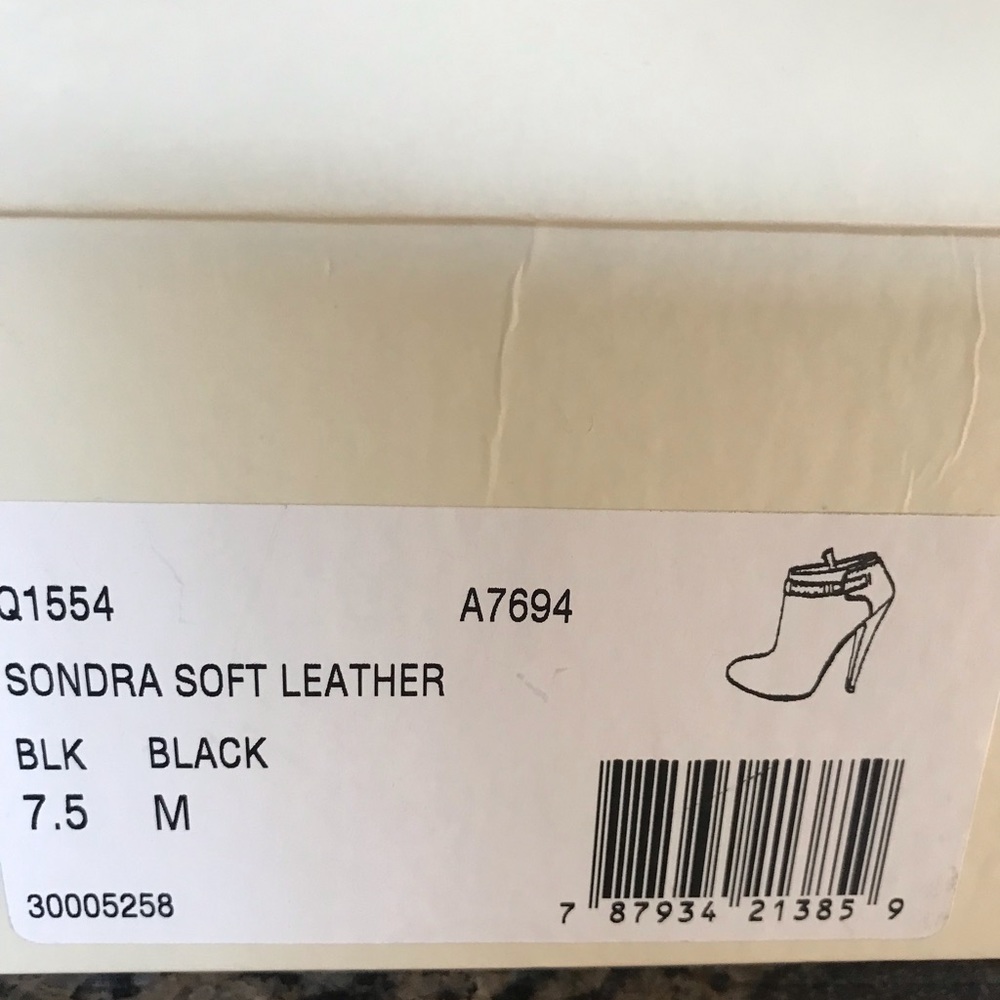 Q1554 A7694
SONDRA SOFT LEATHER
BLK BLACK
7.5 M
30005258
7 87934 21385 9